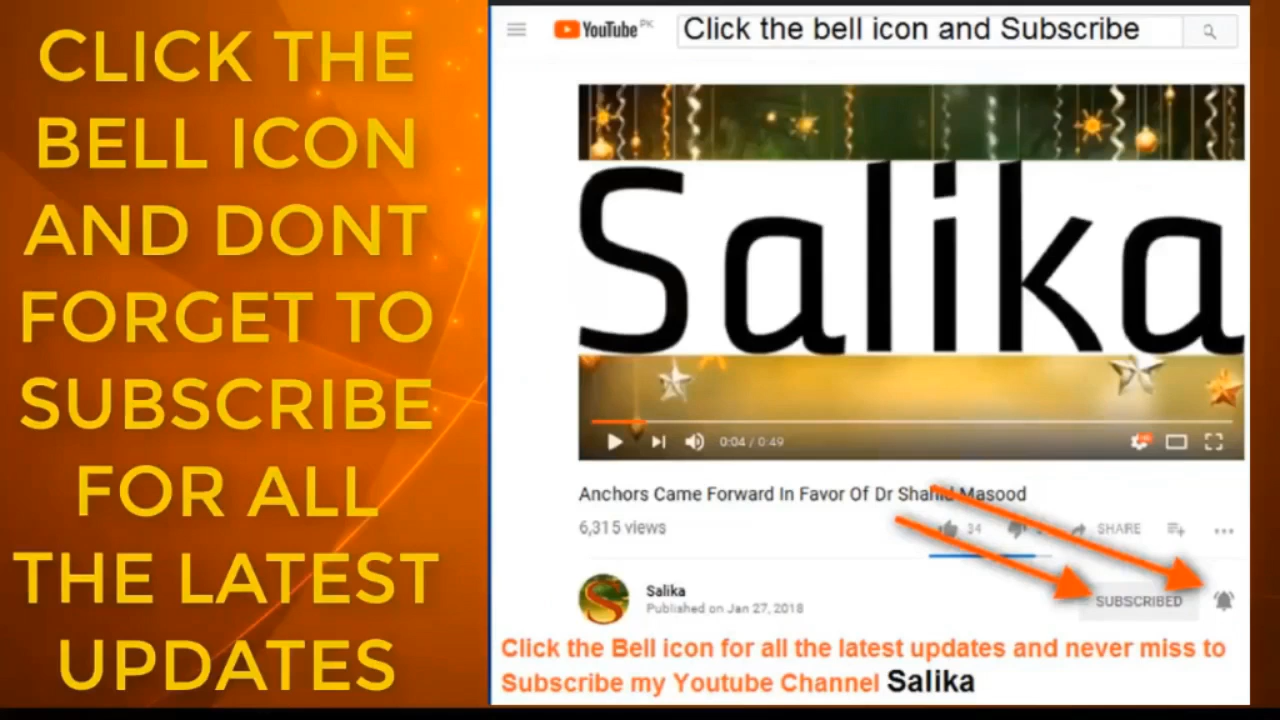 CLICK THE
BELL ICON
AND DONT
FORGET TO
SUBSCRIBE
FOR ALL
THE LATEST
UPDATES
YouTube PK
Click the bell icon and Subscribe
Salika
0:04 / 0:49
Anchors Came Forward In Favor Of Dr Shahid Masood
6,315 views
34
SHARE
Salika
Published on Jan 27, 2018
SUBSCRIBED
Click the Bell icon for all the latest updates and never miss to
Subscribe my Youtube Channel Salika